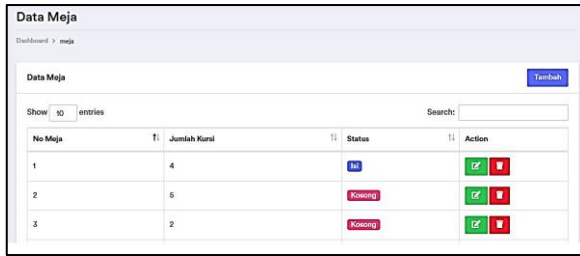 Data Meja
Dashboard > meja
Data Meja Tambah
Show 10 entries Search:
No Meja Jumlah Kursi Status Action
1 4 Isi
2 5 Kosong
3 2 Kosong